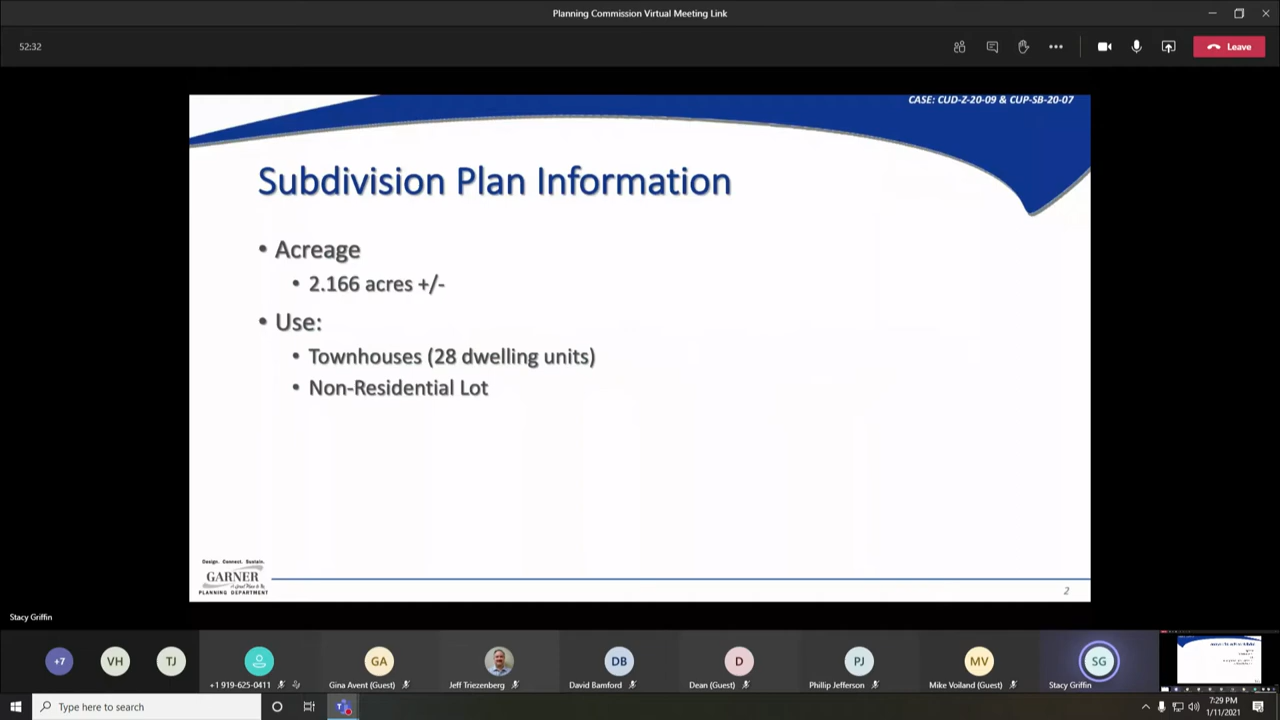 Planning Commission Virtual Meeting Link
52:32
Leave
CASE: CUD-Z-20-09 & CUP-SB-20-07
Subdivision Plan Information
• Acreage
• 2.166 acres +/-
• Use:
• Townhouses (28 dwelling units)
• Non-Residential Lot
Design. Connect. Sustain.
GARNER
PLANNING DEPARTMENT
2
Stacy Griffin
+7
VH
TJ
GA
DB
D
PJ
MV
SG
+1 919-625-0411
Gina Avent (Guest)
Jeff Triezenberg
David Bamford
Dean (Guest)
Phillip Jefferson
Mike Voiland (Guest)
Stacy Griffin
Type here to search
7:29 PM
1/11/2021